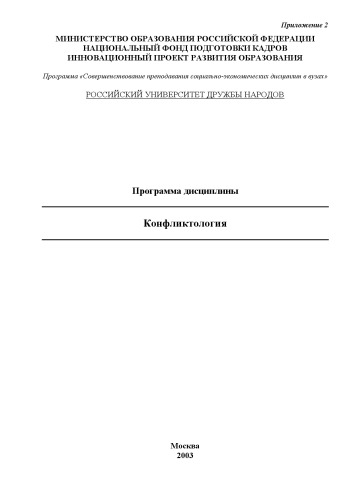 Приложение 2
МИНИСТЕРСТВО ОБРАЗОВАНИЯ РОССИЙСКОЙ ФЕДЕРАЦИИ
НАЦИОНАЛЬНЫЙ ФОНД ПОДГОТОВКИ КАДРОВ
ИННОВАЦИОННЫЙ ПРОЕКТ РАЗВИТИЯ ОБРАЗОВАНИЯ
Программа «Совершенствование преподавания социально-экономических дисциплин в вузах»
РОССИЙСКИЙ УНИВЕРСИТЕТ ДРУЖБЫ НАРОДОВ
Программа дисциплины
Конфликтология
Москва
2003